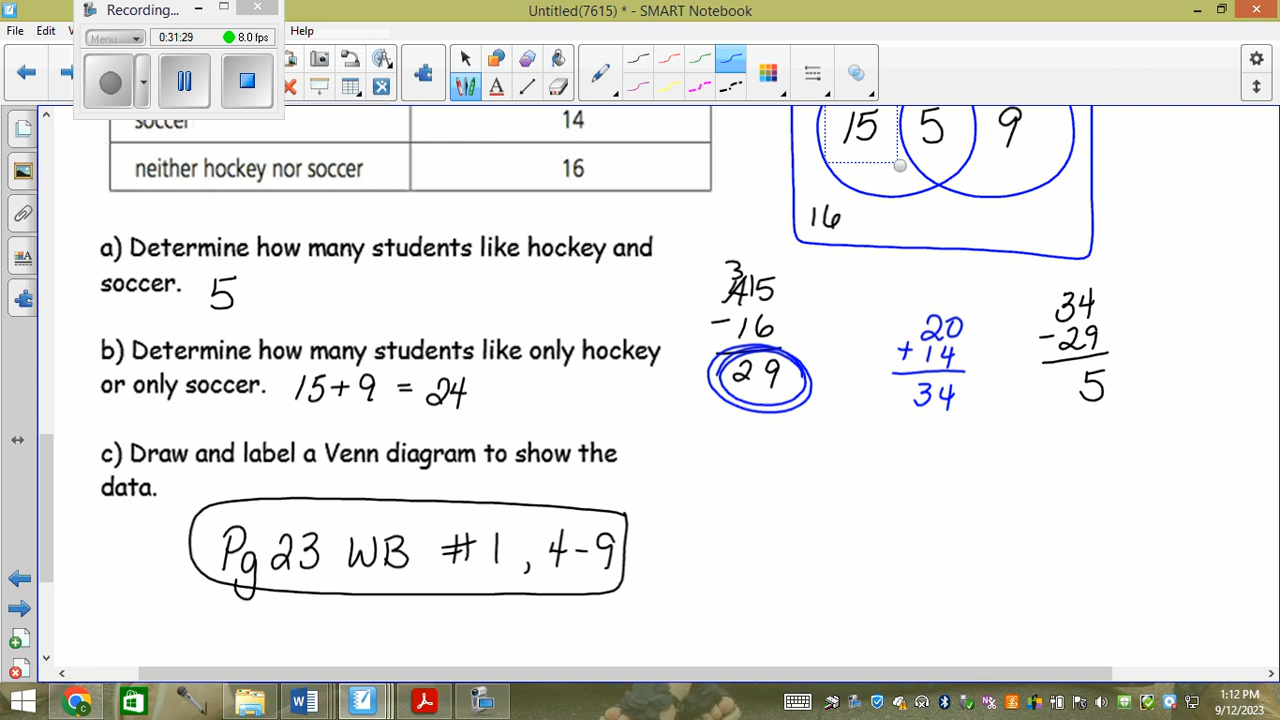 Recording...
Untitled(7615) * - SMART Notebook
File
Edit
Help
Menu
0:31:29
8.0 fps
soccer
14
neither hockey nor soccer
16
15
5
9
16
a) Determine how many students like hockey and
soccer.
5
b) Determine how many students like only hockey
or only soccer.
15+9 = 24
c) Draw and label a Venn diagram to show the
data.
3
415
-16
29
20
+14
34
34
-29
5
Pg 23 WB #1, 4-9
1:12 PM
9/12/2023